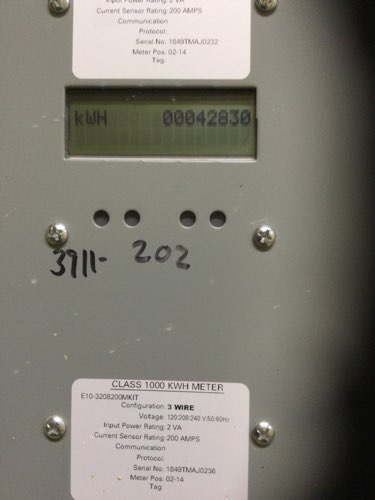 Input Power Rating: 2 VA
Current Sensor Rating: 200 AMPS
Communication
Protocol:
Serial No: 1849TMAJ0232
Meter Pos: 02-14
Tag:
kWH 00042830
3911- 202
CLASS 1000 KWH METER
E10-3208200MKIT
Configuration: 3 WIRE
Voltage: 120/208-240 V:50,60Hz
Input Power Rating: 2 VA
Current Sensor Rating: 200 AMPS
Communication
Protocol:
Serial No: 1849TMAJ0236
Meter Pos: 02-14
Tag: